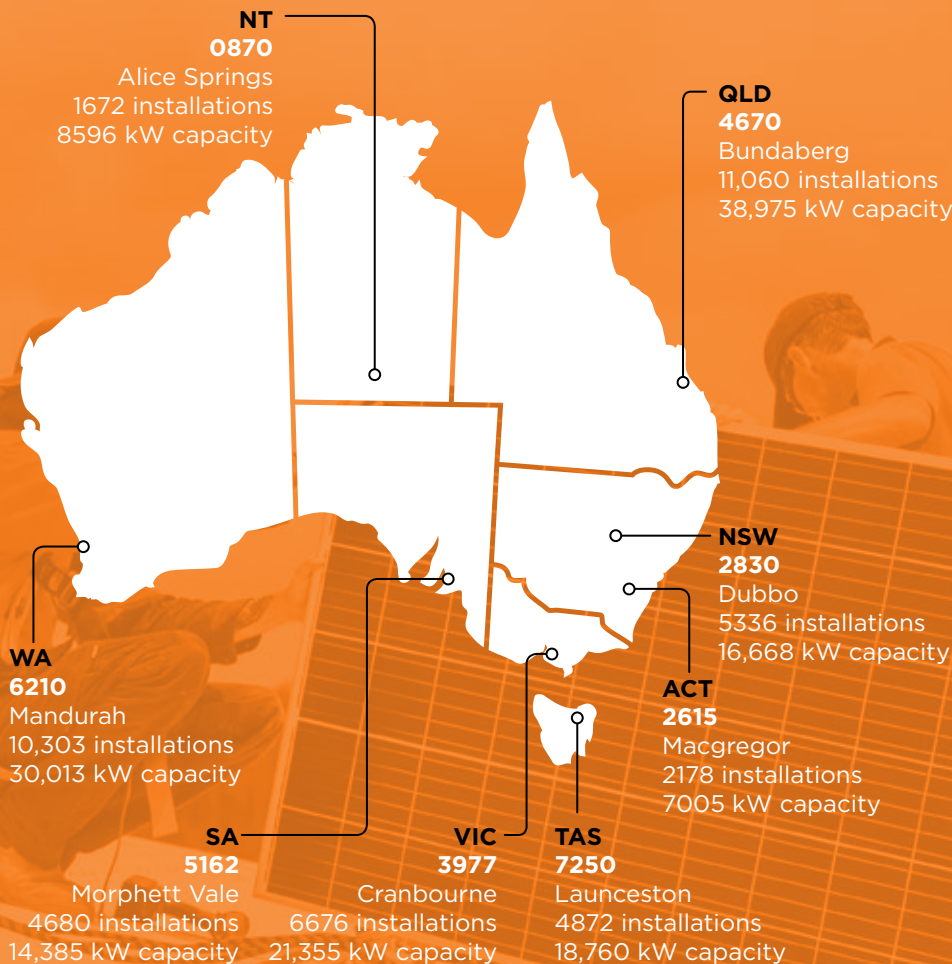 NT
0870
Alice Springs
1672 installations
8596 kW capacity
QLD
4670
Bundaberg
11,060 installations
38,975 kW capacity
NSW
2830
Dubbo
5336 installations
16,668 kW capacity
WA
6210
Mandurah
10,303 installations
30,013 kW capacity
ACT
2615
Macgregor
2178 installations
7005 kW capacity
SA
5162
Morphett Vale
4680 installations
14,385 kW capacity
VIC
3977
Cranbourne
6676 installations
21,355 kW capacity
TAS
7250
Launceston
4872 installations
18,760 kW capacity